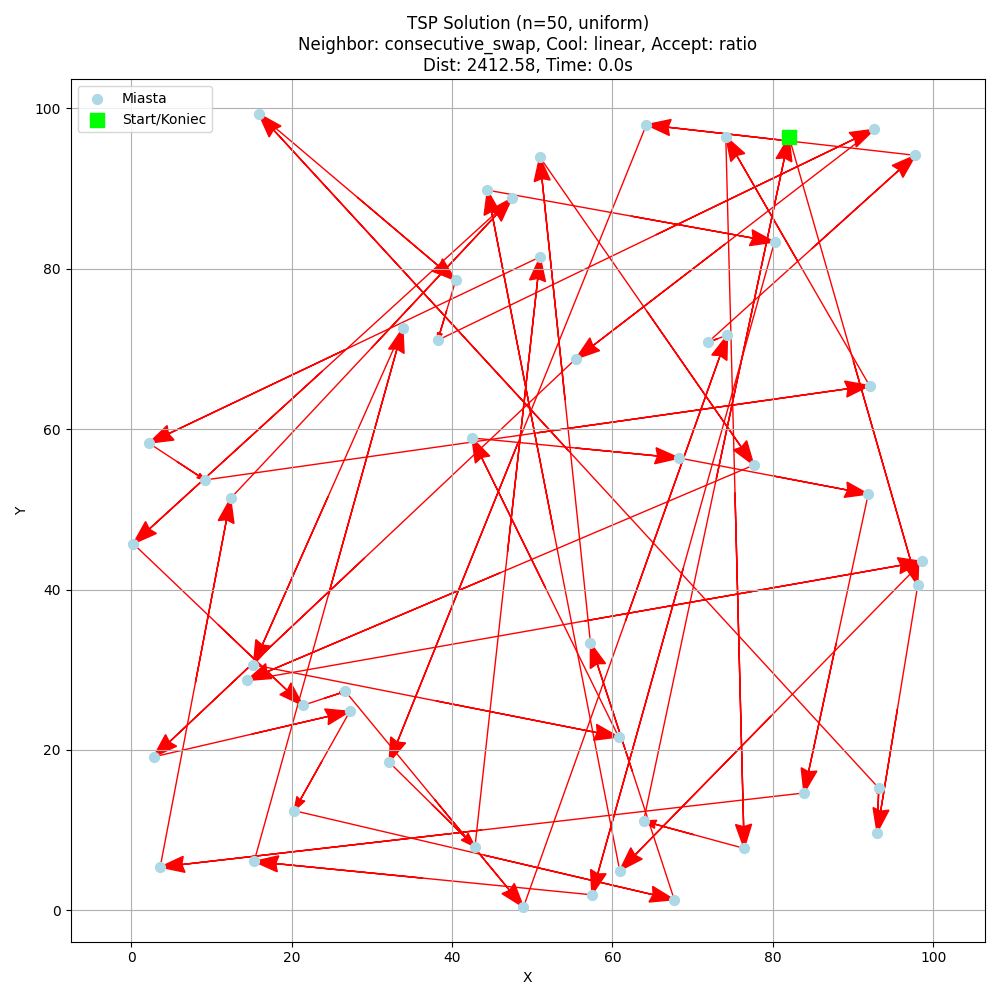 TSP Solution (n=50, uniform)
Neighbor: consecutive_swap, Cool: linear, Accept: ratio
Dist: 2412.58, Time: 0.0s
Miasta
Start/Koniec
100
80
60
40
20
0
Y
0 20 40 60 80 100
X